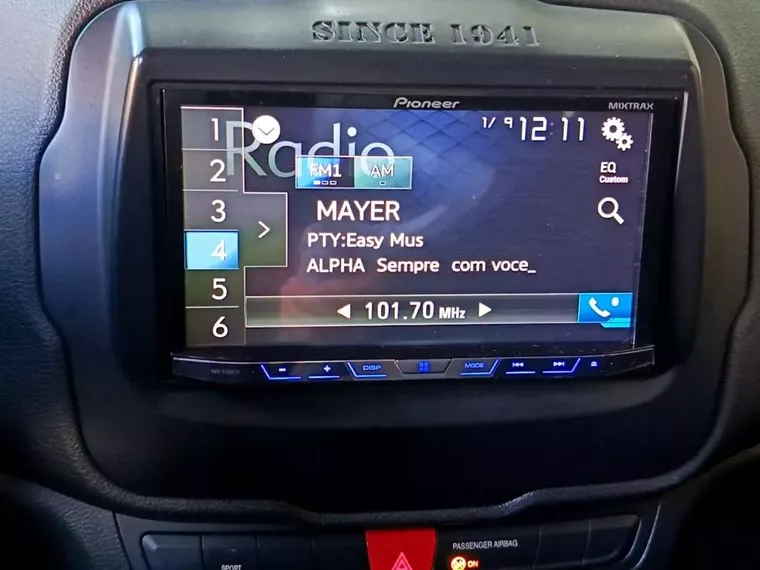 SINCE 1941
Pioneer
MIXTRAX
1
Radio
1/ 9 12:11
2
FM1
AM
EQ
Custom
3
MAYER
4
PTY:Easy Mus
ALPHA Sempre com voce_
5
101.70 MHz
6
- + DISP MODE
PASSENGER AIRBAG
SPORT
ON